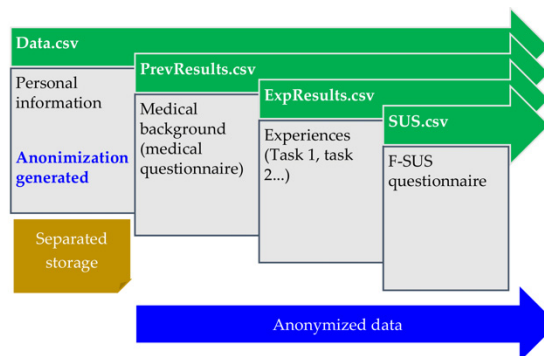 Data.csv
Personal
information
Anonimization
generated
Separated
storage
PrevResults.csv
Medical
background
(medical
questionnaire)
ExpResults.csv
Experiences
(Task 1, task
2...)
SUS.csv
F-SUS
questionnaire
Anonymized data